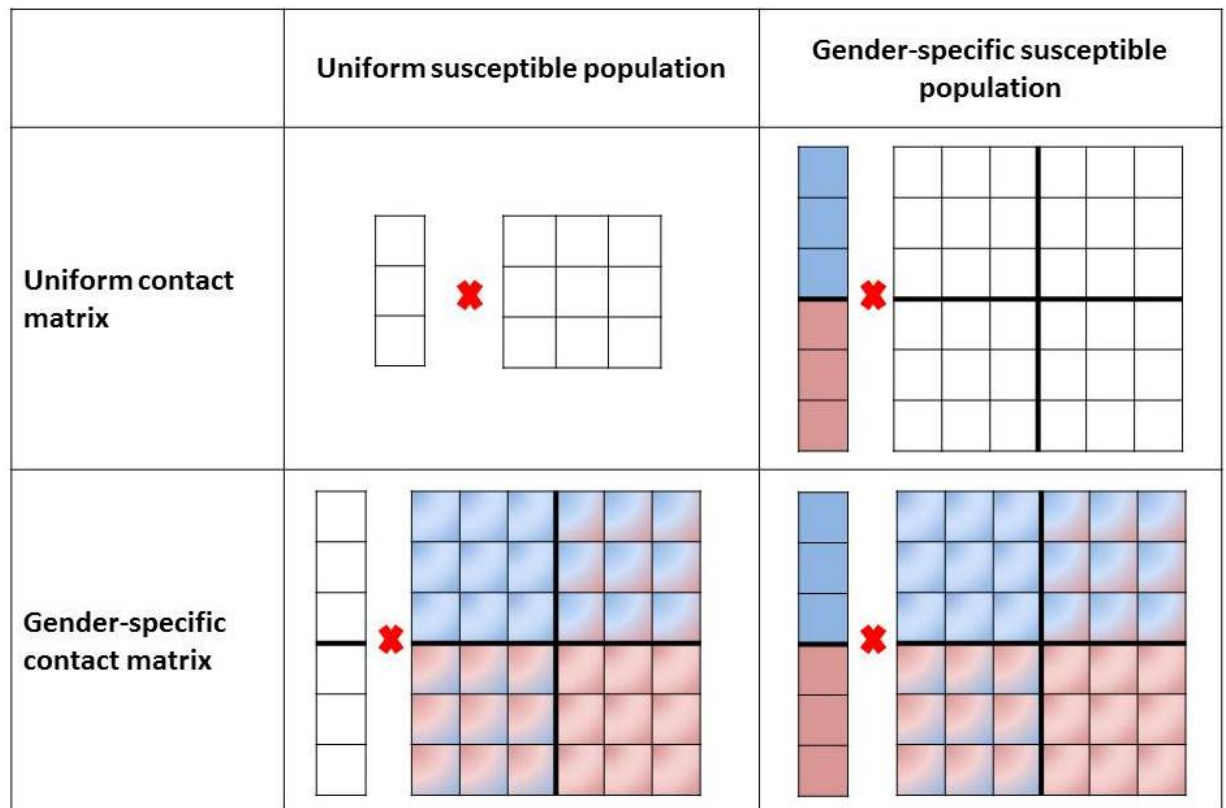 Uniform susceptible population
Gender-specific susceptible
population
Uniform contact
matrix
Gender-specific
contact matrix